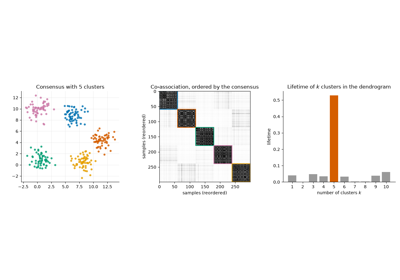 Consensus with 5 clusters
12
10
8
6
4
2
0
−2
−2.5 0.0 2.5 5.0 7.5 10.0 12.5
Co-association, ordered by the consensus
samples (reordered)
0
50
100
150
200
250
0 50 100 150 200 250
samples (reordered)
Lifetime of k clusters in the dendrogram
lifetime
0.5
0.4
0.3
0.2
0.1
0.0
1 2 3 4 5 6 7 8 9 10
number of clusters k